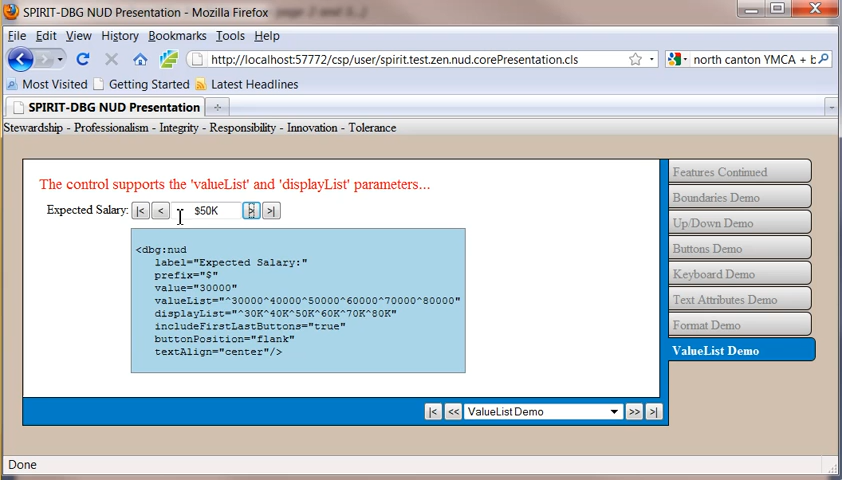 SPIRIT-DBG NUD Presentation - Mozilla Firefox
File Edit View History Bookmarks Tools Help
http://localhost:57772/csp/user/spirit.test.zen.nud.corePresentation.cls
north canton YMCA + b
Most Visited Getting Started Latest Headlines
SPIRIT-DBG NUD Presentation
Stewardship - Professionalism - Integrity - Responsibility - Innovation - Tolerance
The control supports the 'valueList' and 'displayList' parameters...
Expected Salary: |< < $50K > >|
<dbg:nud
label="Expected Salary:"
prefix="$"
value="30000"
valueList="^30000^40000^50000^60000^70000^80000"
displayList="^30K^40K^50K^60K^70K^80K"
includeFirstLastButtons="true"
buttonPosition="flank"
textAlign="center"/>
Features Continued
Boundaries Demo
Up/Down Demo
Buttons Demo
Keyboard Demo
Text Attributes Demo
Format Demo
ValueList Demo
|< << ValueList Demo >> >|
Done